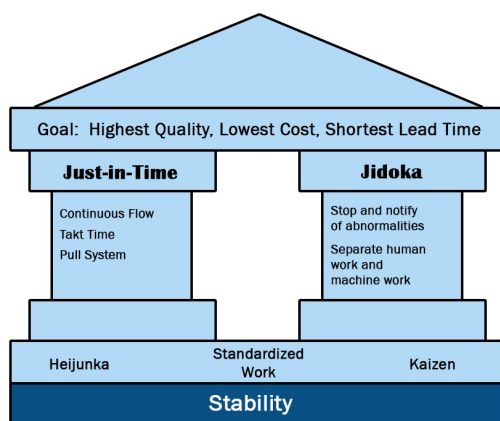 Goal: Highest Quality, Lowest Cost, Shortest Lead Time
Just-in-Time
Continuous Flow
Takt Time
Pull System
Jidoka
Stop and notify
of abnormalities
Separate human
work and
machine work
Heijunka
Standardized
Work
Kaizen
Stability